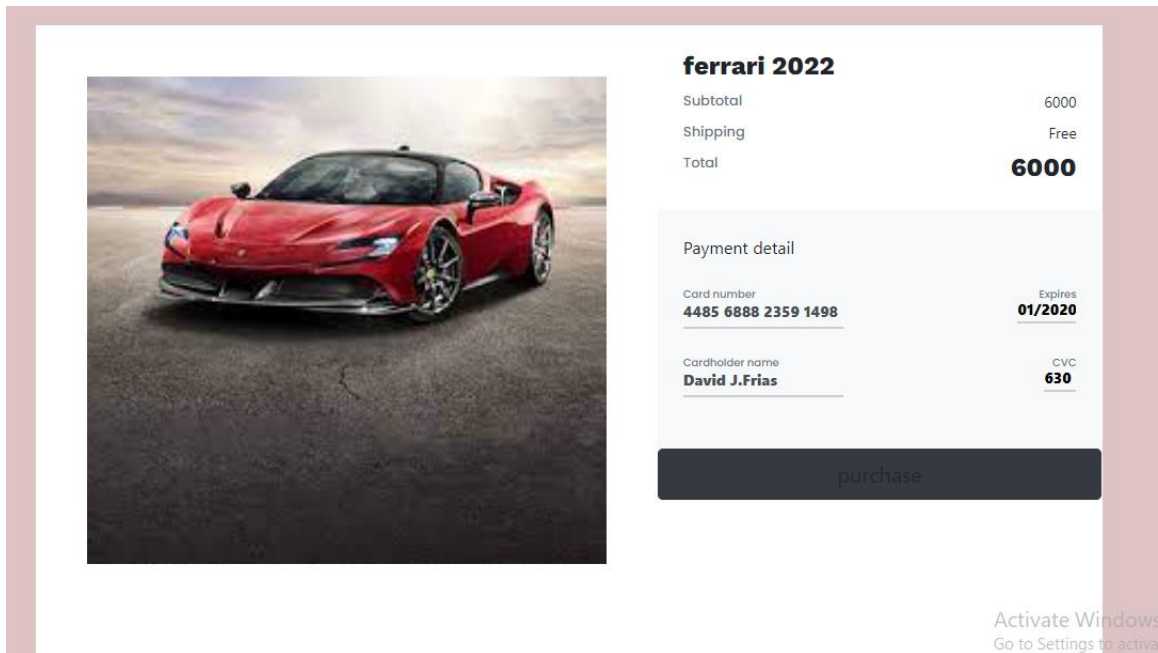 ferrari 2022
Subtotal 6000
Shipping Free
Total 6000
Payment detail
Card number Expires
4485 6888 2359 1498 01/2020
Cardholder name CVC
David J.Frias 630
purchase
Activate Windows
Go to Settings to activa